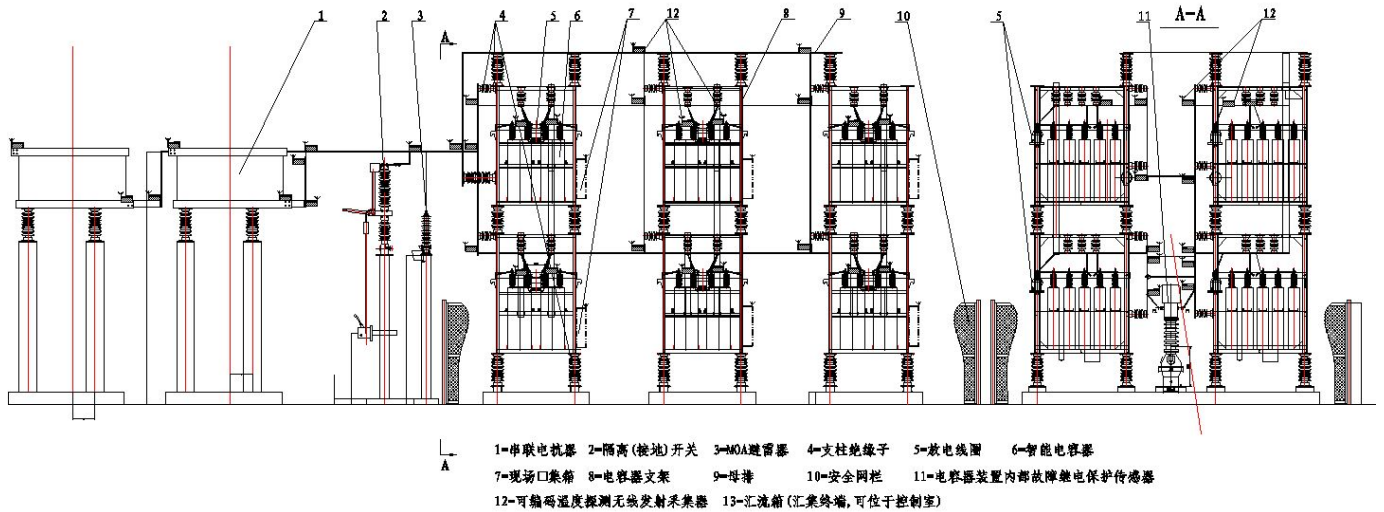 1 2 3 4 5 6 7 12 8 9 10 5 11 12
A A-A
A
1=串联电抗器 2=隔离(接地)开关 3=MOA避雷器 4=支柱绝缘子 5=放电线圈 6=智能电容器
7=现场口集箱 8=电容器支架 9=母排 10=安全网栏 11=电容器装置内部故障继电保护传感器
12=可编码温度探测无线发射采集器 13=汇流箱(汇集终端,可位于控制室)